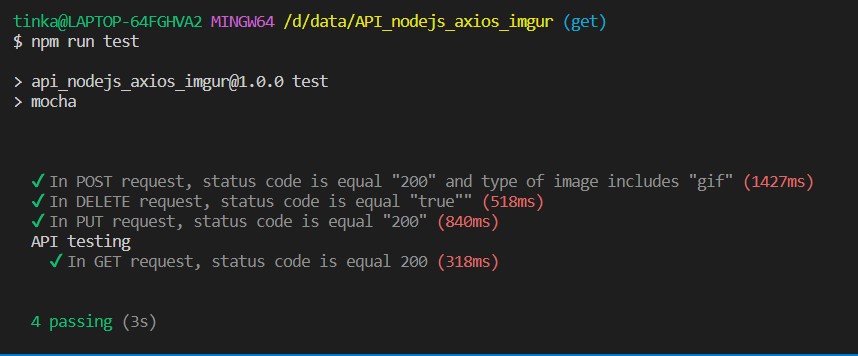 tinka@LAPTOP-64FGHVA2 MINGW64 /d/data/API_nodejs_axios_imgur (get)
$ npm run test
> api_nodejs_axios_imgur@1.0.0 test
> mocha
✓ In POST request, status code is equal "200" and type of image includes "gif" (1427ms)
✓ In DELETE request, status code is equal "true"" (518ms)
✓ In PUT request, status code is equal "200" (840ms)
API testing
✓ In GET request, status code is equal 200 (318ms)
4 passing (3s)